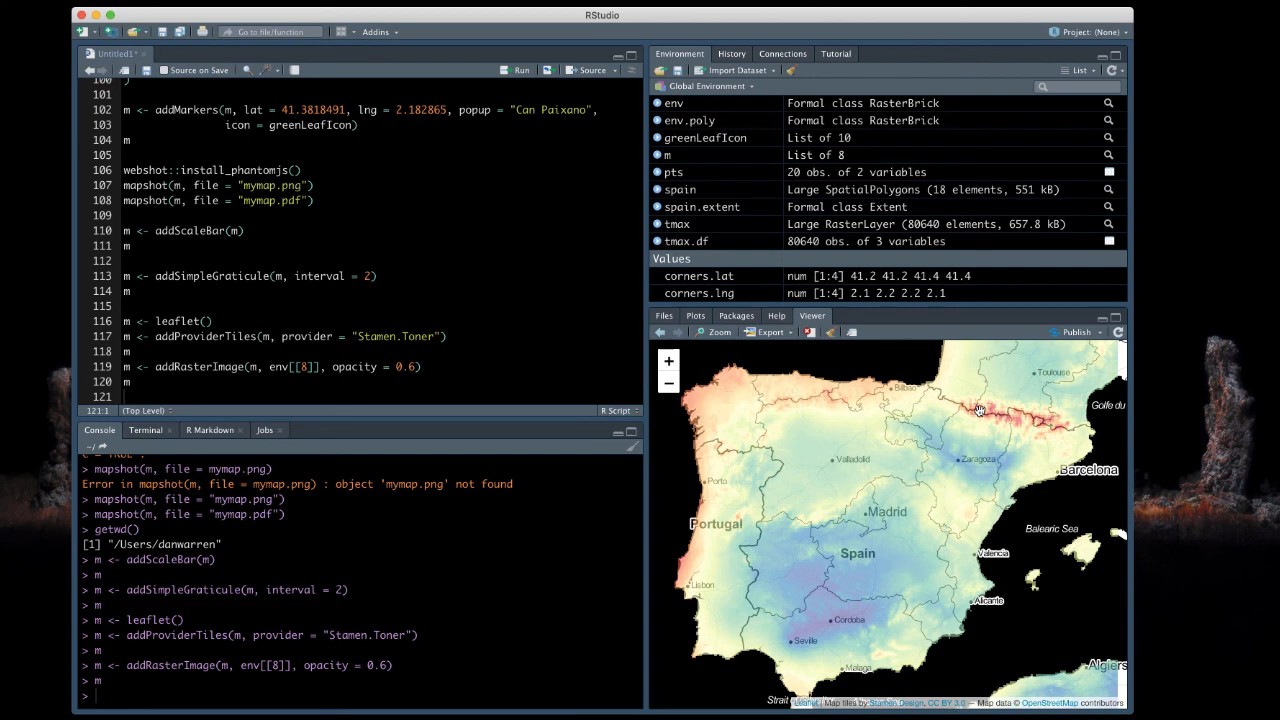 RStudio
Go to file/function
Addins
Project: (None)
Untitled1*
Source on Save
Run
Source
100 )
101
102 m <- addMarkers(m, lat = 41.3818491, lng = 2.182865, popup = "Can Paixano",
103 icon = greenLeafIcon)
104 m
105
106 webshot::install_phantomjs()
107 mapshot(m, file = "mymap.png")
108 mapshot(m, file = "mymap.pdf")
109
110 m <- addScaleBar(m)
111 m
112
113 m <- addSimpleGraticule(m, interval = 2)
114 m
115
116 m <- leaflet()
117 m <- addProviderTiles(m, provider = "Stamen.Toner")
118 m
119 m <- addRasterImage(m, env[[8]], opacity = 0.6)
120 m
121
121:1 (Top Level) R Script
Console Terminal R Markdown Jobs
~/
> mapshot(m, file = mymap.png)
Error in mapshot(m, file = mymap.png) : object 'mymap.png' not found
> mapshot(m, file = "mymap.png")
> mapshot(m, file = "mymap.pdf")
> getwd()
[1] "/Users/danwarren"
> m <- addScaleBar(m)
> m
> m <- addSimpleGraticule(m, interval = 2)
> m
> m <- leaflet()
> m <- addProviderTiles(m, provider = "Stamen.Toner")
> m
> m <- addRasterImage(m, env[[8]], opacity = 0.6)
> m
>
Environment History Connections Tutorial
Import Dataset List
Global Environment
env Formal class RasterBrick
env.poly Formal class RasterBrick
greenLeafIcon List of 10
m List of 8
pts 20 obs. of 2 variables
spain Large SpatialPolygons (18 elements, 551 kB)
spain.extent Formal class Extent
tmax Large RasterLayer (80640 elements, 657.8 kB)
tmax.df 80640 obs. of 3 variables
Values
corners.lat num [1:4] 41.2 41.2 41.4 41.4
corners.lng num [1:4] 2.1 2.2 2.2 2.1
Files Plots Packages Help Viewer
Zoom Export Publish
+
−
Toulouse
Bilbao
Golfe du
Valladolid
Zaragoza
Barcelona
Porto
Madrid
Portugal
Balearic Sea
Spain
Valencia
Lisbon
Alicante
Cordoba
Seville
Malaga
Algiers
Strait
Leaflet | Map tiles by Stamen Design, CC BY 3.0 — Map data © OpenStreetMap contributors